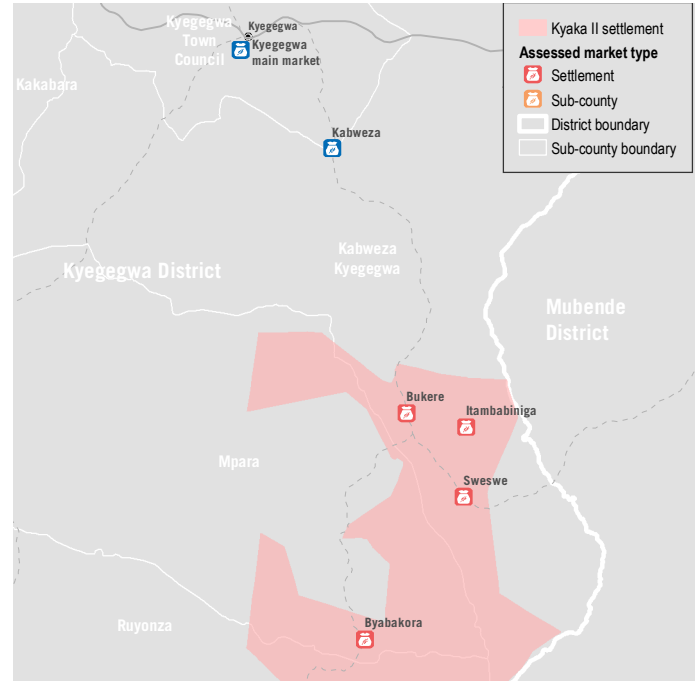 Kyegegwa
Town
Council
Kyegegwa
Kyegegwa
main market
Kakabara
Kabweza
Kyaka II settlement
Assessed market type
Settlement
Sub-county
District boundary
Sub-county boundary
Kabweza
Kyegegwa
Kyegegwa District
Mubende
District
Bukere
Itambabiniga
Mpara
Sweswe
Ruyonza
Byabakora